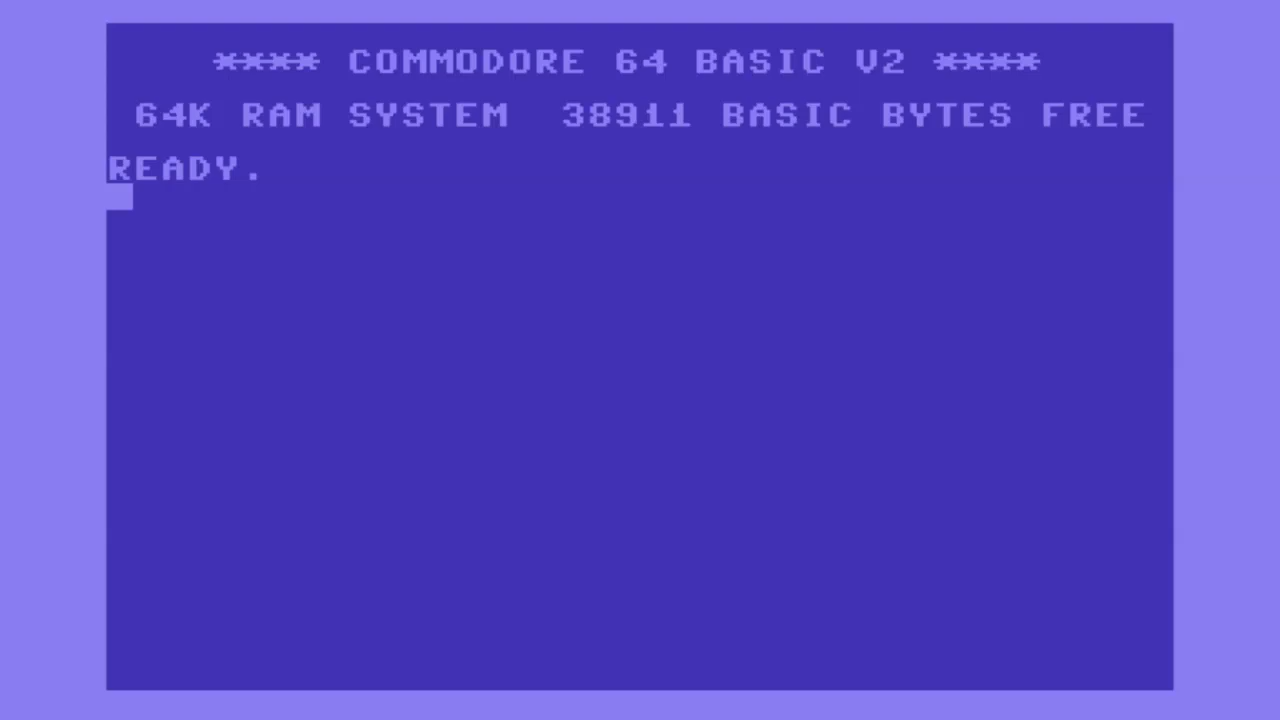 **** COMMODORE 64 BASIC V2 ****
64K RAM SYSTEM  38911 BASIC BYTES FREE
READY.